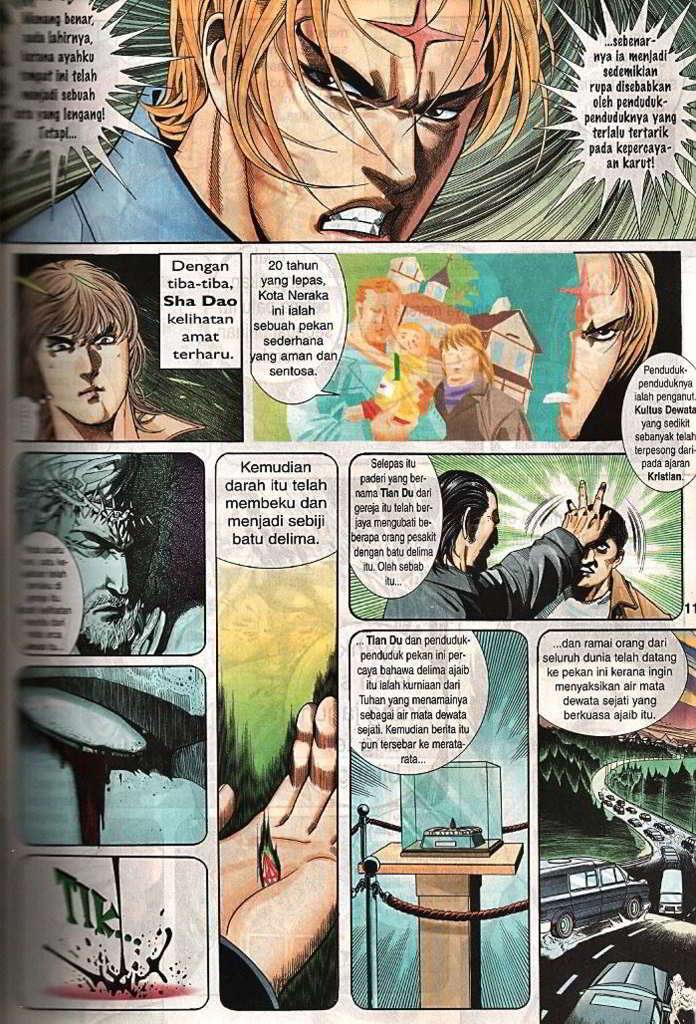 benar,
lahirnya,
ayahku
ini telah
menjadi sebuah
yang lengang!
Tetapi...
...sebenar-
nya ia menjadi
sedemikian
rupa disebabkan
oleh penduduk-
penduduknya yang
terlalu tertarik
pada kepercaya-
an karut!
Dengan
tiba-tiba,
Sha Dao
kelihatan
amat
terharu.
20 tahun
yang lepas,
Kota Neraka
ini ialah
sebuah pekan
sederhana
yang aman dan
sentosa.
Penduduk-
penduduknya
ialah penganut
Kultus Dewata
yang sedikit
sebanyak telah
terpesong dari-
pada ajaran
Kristian.
Kemudian
darah itu telah
membeku dan
menjadi sebiji
batu delima.
Selepas itu
paderi yang ber-
nama Tian Du dari
gereja itu telah ber-
jaya mengubati be-
berapa orang pesakit
dengan batu delima
itu. Oleh sebab
itu...
11
TIK..
... Tian Du dan penduduk-
penduduk pekan ini per-
caya bahawa delima ajaib
itu ialah kurniaan dari
Tuhan yang menamainya
sebagai air mata dewata
sejati. Kemudian berita itu
pun tersebar ke merata-
rata...
...dan ramai orang dari
seluruh dunia telah datang
ke pekan ini kerana ingin
menyaksikan air mata
dewata sejati yang
berkuasa ajaib itu.